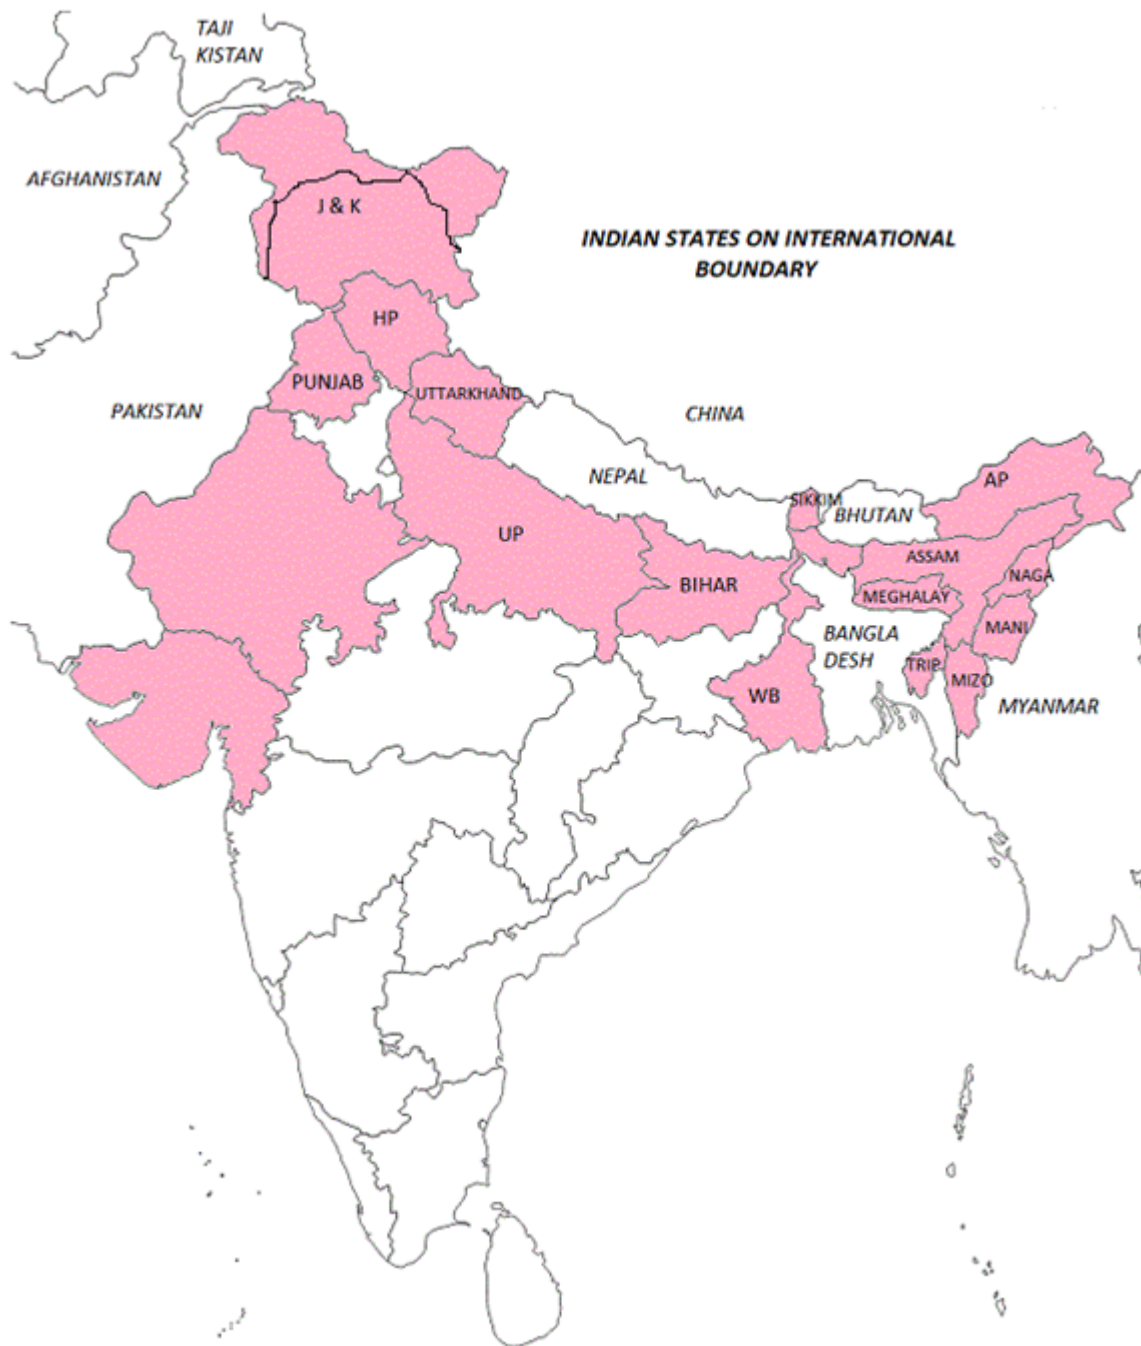 TAJI
KISTAN
AFGHANISTAN
J & K
INDIAN STATES ON INTERNATIONAL
BOUNDARY
HP
PUNJAB
UTTARKHAND
PAKISTAN
CHINA
NEPAL
SIKKIM
AP
BHUTAN
UP
ASSAM
BIHAR
NAGA
MEGHALAY
BANGLA
DESH
MANI
TRIP
MIZO
WB
MYANMAR